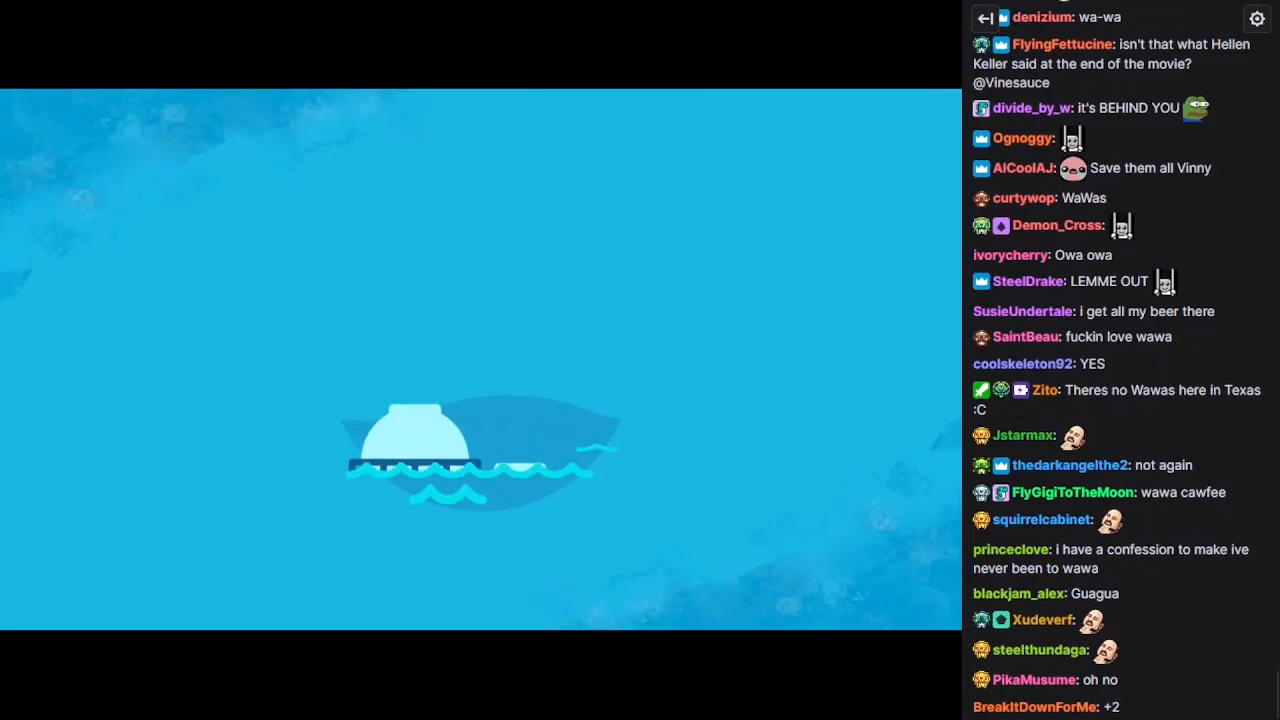 denizium: wa-wa
FlyingFettucine: isn't that what Hellen
Keller said at the end of the movie?
@Vinesauce
divide_by_w: it's BEHIND YOU
Ognoggy:
AlCoolAJ: Save them all Vinny
curtywop: WaWas
Demon_Cross:
ivorycherry: Owa owa
SteelDrake: LEMME OUT
SusieUndertale: i get all my beer there
SaintBeau: fuckin love wawa
coolskeleton92: YES
Zito: Theres no Wawas here in Texas
:C
Jstarmax:
thedarkangelthe2: not again
FlyGigiToTheMoon: wawa cawfee
squirrelcabinet:
princeclove: i have a confession to make ive
never been to wawa
blackjam_alex: Guagua
Xudeverf:
steelthundaga:
PikaMusume: oh no
BreakItDownForMe: +2